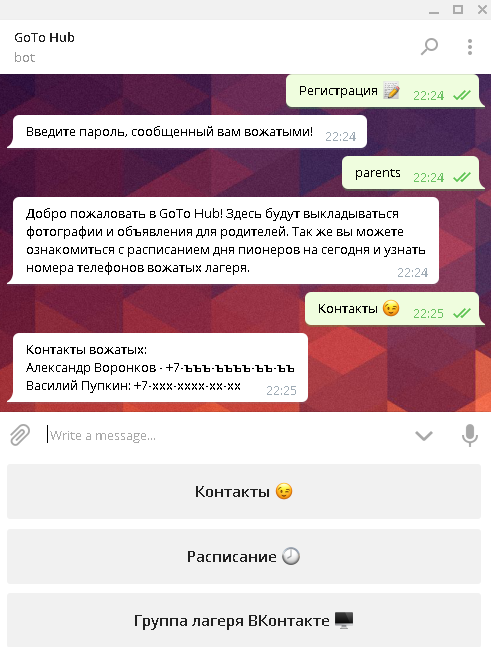 GoTo Hub
bot
Регистрация 📝 22:24
Введите пароль, сообщенный вам вожатыми! 22:24
parents 22:24
Добро пожаловать в GoTo Hub! Здесь будут выкладываться
фотографии и объявления для родителей. Так же вы можете
ознакомиться с расписанием дня пионеров на сегодня и узнать
номера телефонов вожатых лагеря. 22:24
Контакты 😉 22:25
Контакты вожатых:
Александр Воронков - +7-ъъъ-ъъъъ-ъъ-ъъ
Василий Пупкин: +7-xxx-xxxx-xx-xx 22:25
Write a message...
Контакты 😉
Расписание 🕗
Группа лагеря ВКонтакте 🖥